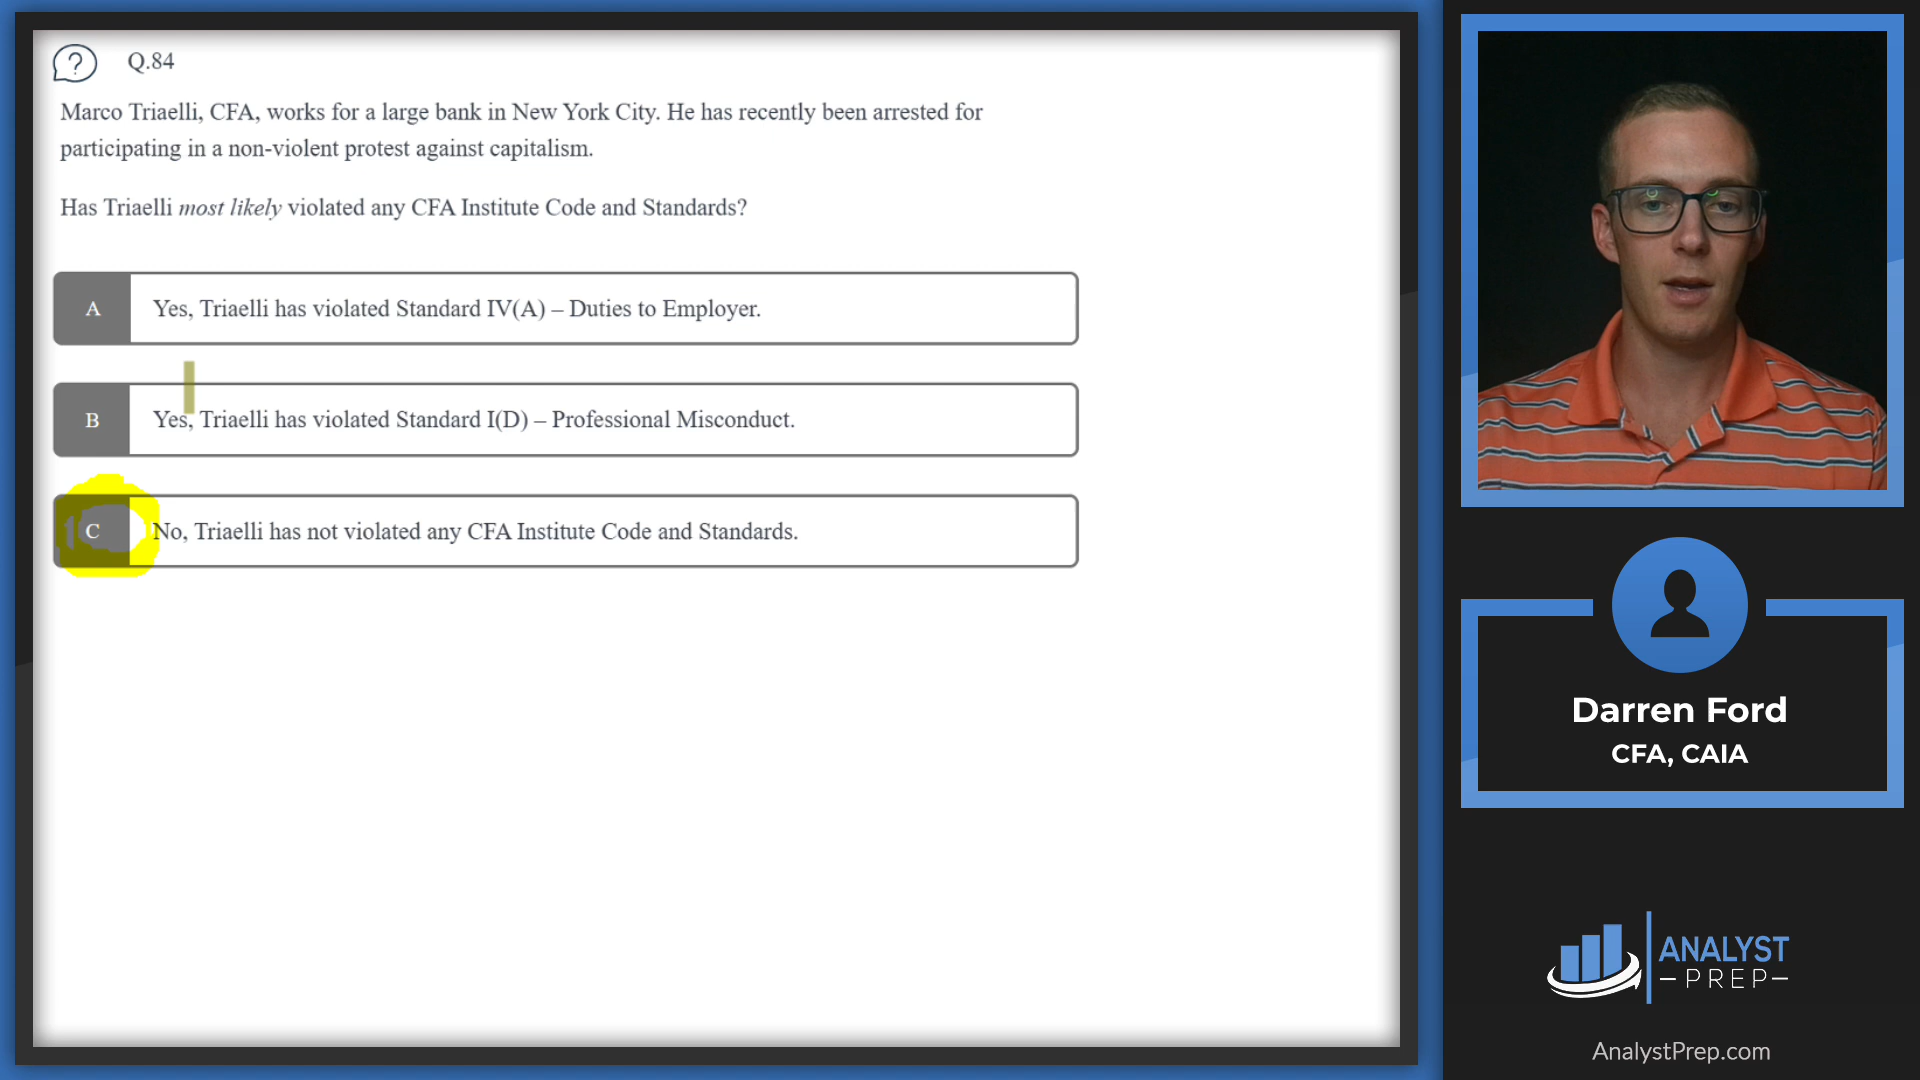 ?
Q.84
Marco Triaelli, CFA, works for a large bank in New York City. He has recently been arrested for
participating in a non-violent protest against capitalism.
Has Triaelli most likely violated any CFA Institute Code and Standards?
A
Yes, Triaelli has violated Standard IV(A) – Duties to Employer.
B
Yes, Triaelli has violated Standard I(D) – Professional Misconduct.
C
No, Triaelli has not violated any CFA Institute Code and Standards.
Darren Ford
CFA, CAIA
ANALYST
PREP
AnalystPrep.com